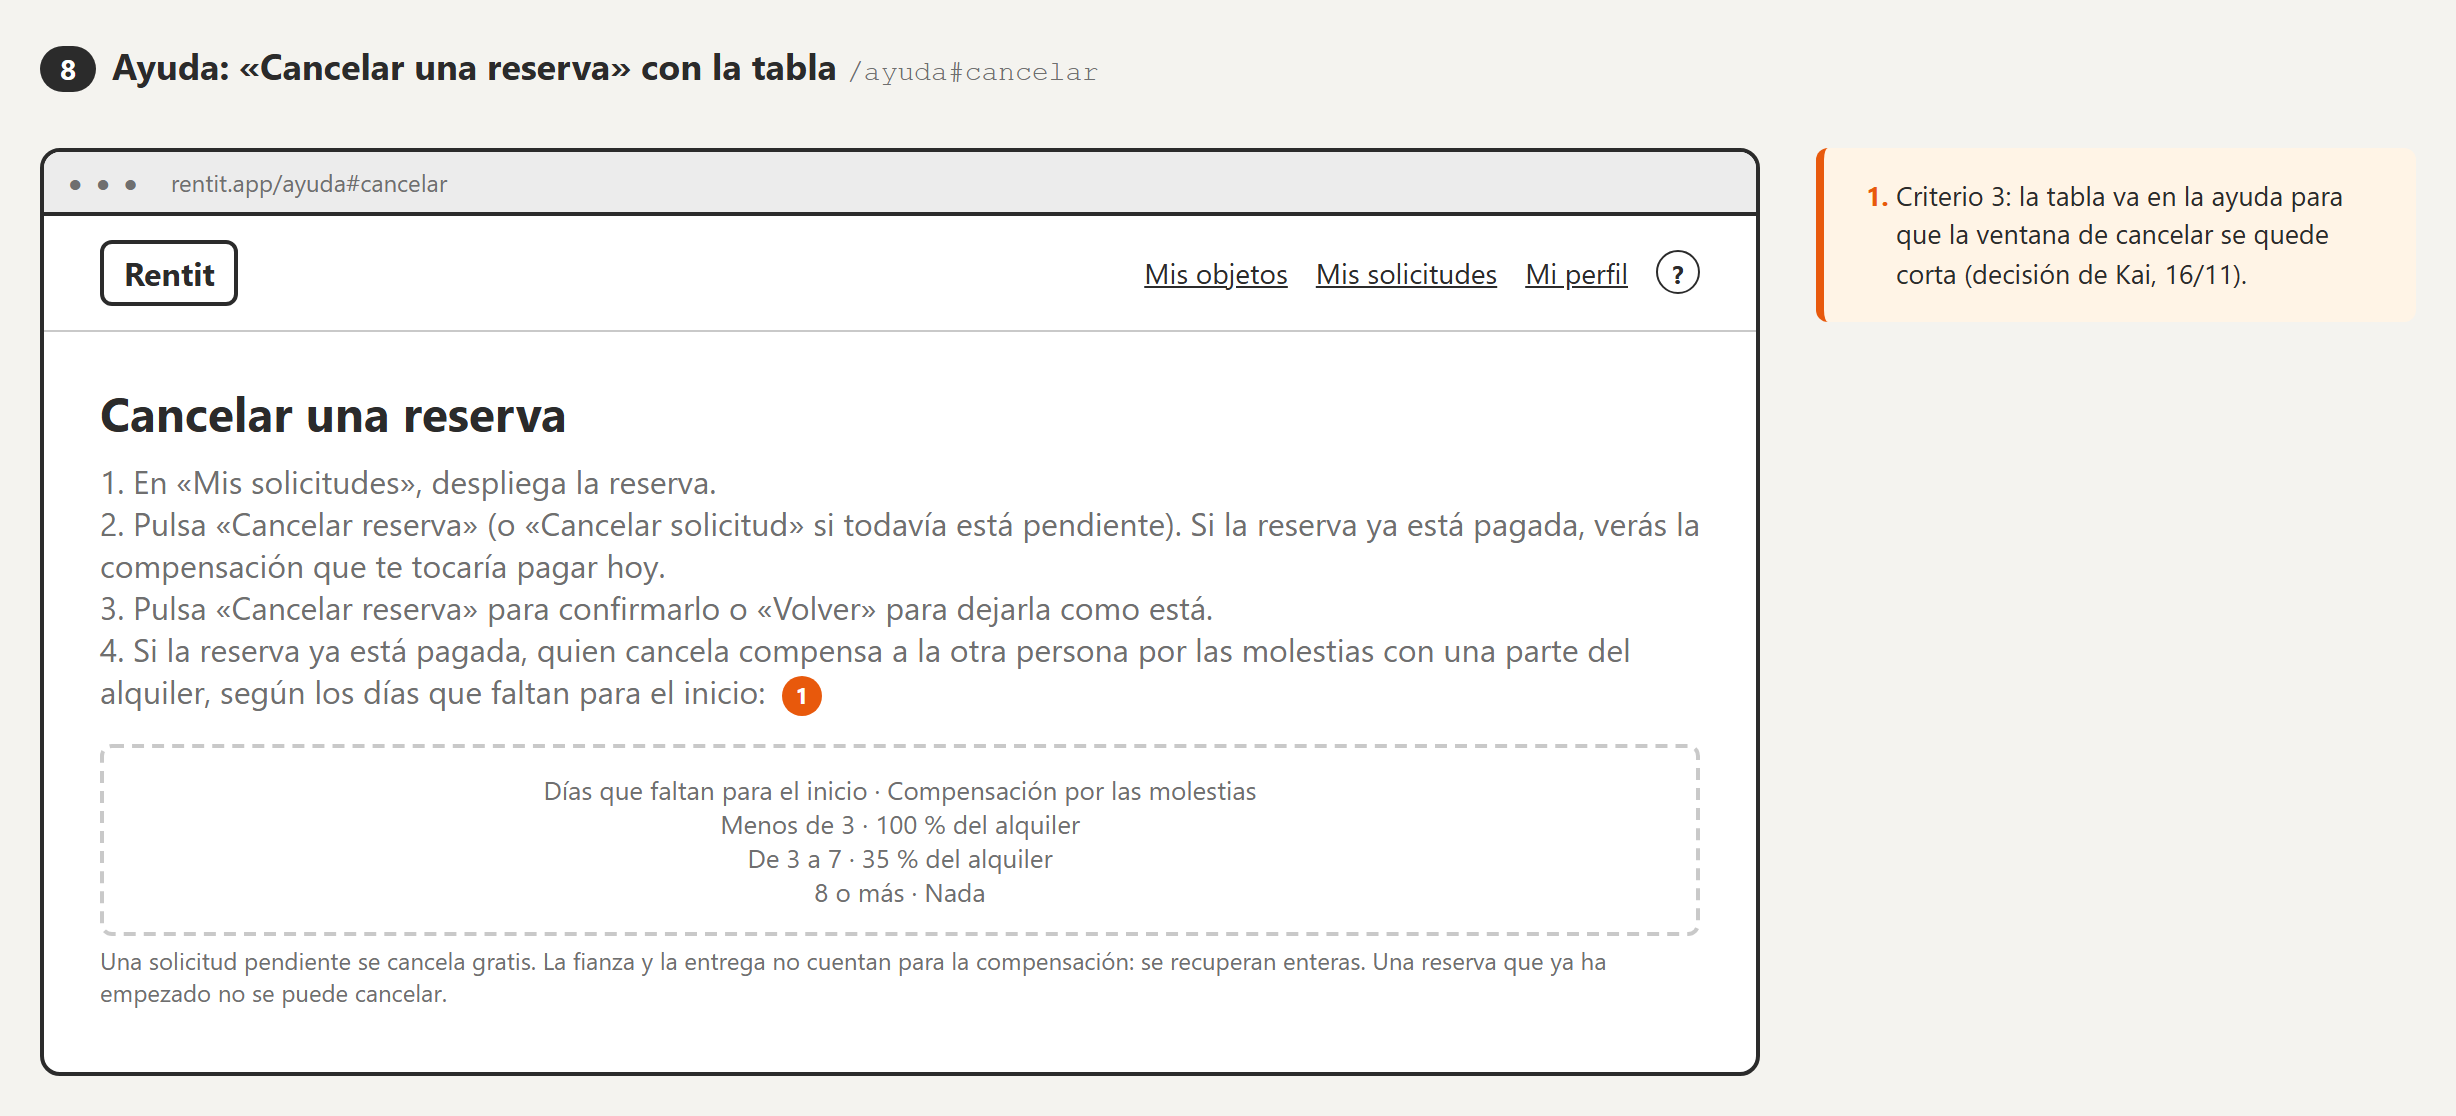 8 Ayuda: «Cancelar una reserva» con la tabla /ayuda#cancelar
rentit.app/ayuda#cancelar
Rentit
Mis objetos Mis solicitudes Mi perfil ?
Cancelar una reserva
1. En «Mis solicitudes», despliega la reserva.
2. Pulsa «Cancelar reserva» (o «Cancelar solicitud» si todavía está pendiente). Si la reserva ya está pagada, verás la
compensación que te tocaría pagar hoy.
3. Pulsa «Cancelar reserva» para confirmarlo o «Volver» para dejarla como está.
4. Si la reserva ya está pagada, quien cancela compensa a la otra persona por las molestias con una parte del
alquiler, según los días que faltan para el inicio: 1
Días que faltan para el inicio · Compensación por las molestias
Menos de 3 · 100 % del alquiler
De 3 a 7 · 35 % del alquiler
8 o más · Nada
Una solicitud pendiente se cancela gratis. La fianza y la entrega no cuentan para la compensación: se recuperan enteras. Una reserva que ya ha
empezado no se puede cancelar.
1. Criterio 3: la tabla va en la ayuda para
que la ventana de cancelar se quede
corta (decisión de Kai, 16/11).